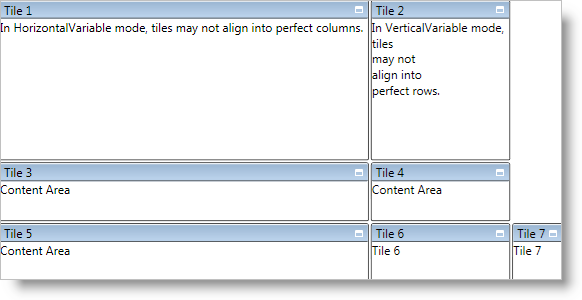 Tile 1
In HorizontalVariable mode, tiles may not align into perfect columns.
Tile 2
In VerticalVariable mode,
tiles
may not
align into
perfect rows.
Tile 3
Content Area
Tile 4
Content Area
Tile 5
Content Area
Tile 6
Tile 6
Tile 7
Tile 7